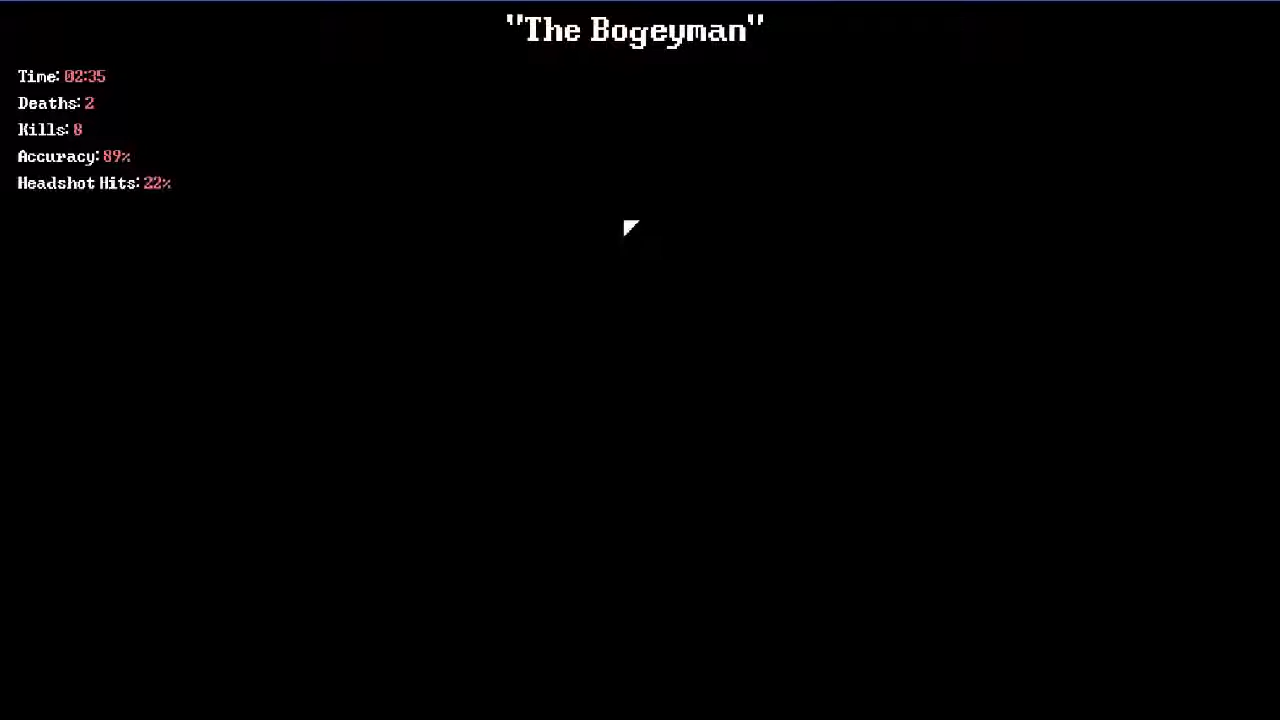 "The Bogeyman"
Time: 02:35
Deaths: 2
Kills: 8
Accuracy: 89%
Headshot Hits: 22%